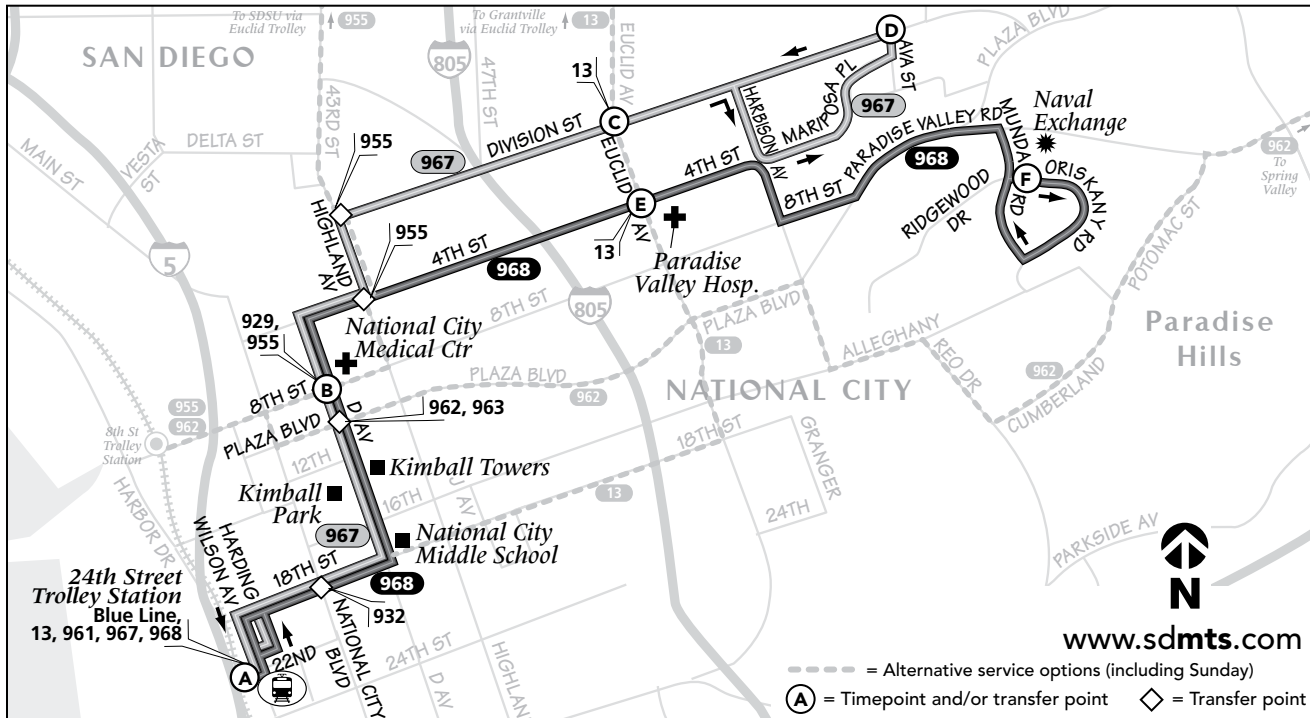 To SDSU via
Euclid Trolley
955
To Grantville
via Euclid Trolley
13
SAN DIEGO
805
47TH ST
EUCLID AV
13
D
AVA ST
PLAZA BLVD
43RD ST
MAIN ST
VESTA
ST
DELTA ST
955
967
DIVISION ST
C
EUCLID
AV
HARBISON
AV
MARIPOSA PL
967
MUNDA RD
Naval
Exchange
962
To
Spring
Valley
4TH ST
8TH ST
PARADISE VALLEY RD
968
F
ORISKANY RD
RIDGEWOOD
DR
E
13
Paradise
Valley Hosp.
HIGHLAND
AV
955
4TH ST
968
5
805
POTOMAC ST
Paradise
Hills
929,
955
National City
Medical Ctr
8TH ST
PLAZA BLVD
13
ALLEGHANY
REO DR
962
CUMBERLAND
B
8TH ST
D AV
PLAZA BLVD
962
NATIONAL CITY
955
962
8th St
Trolley
Station
PLAZA BLVD
962, 963
12TH
Kimball Towers
18TH ST
GRANGER
Kimball
Park
16TH
AV
13
24TH
967
National City
Middle School
HARBOR DR
WILSON AV
HARDING
18TH ST
968
PARKSIDE AV
24th Street
Trolley Station
Blue Line,
13, 961, 967, 968
932
A
22ND
NATIONAL CITY
BLVD
24TH ST
D AV
HIGHLAN
N
www.sdmts.com
= Alternative service options (including Sunday)
A = Timepoint and/or transfer point
= Transfer point